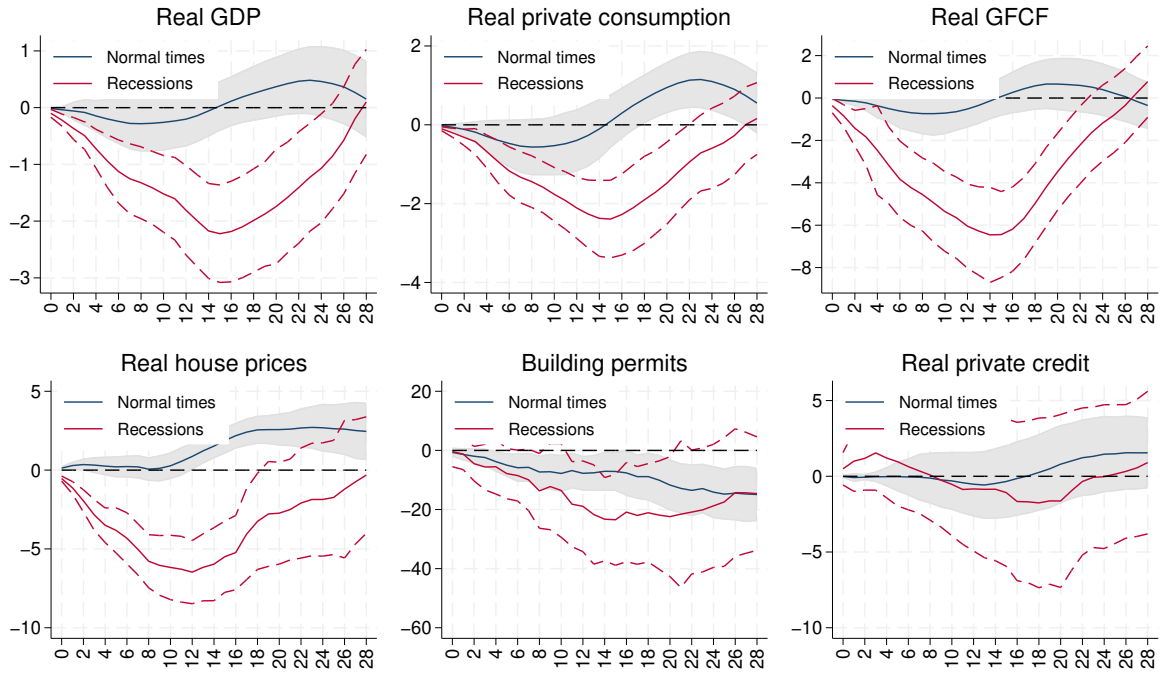 Real GDP
1
0
−1
−2
−3
Normal times
Recessions
0 2 4 6 8 10 12 14 16 18 20 22 24 26 28
Real private consumption
2
0
−2
−4
Normal times
Recessions
0 2 4 6 8 10 12 14 16 18 20 22 24 26 28
Real GFCF
2
0
−2
−4
−6
−8
Normal times
Recessions
0 2 4 6 8 10 12 14 16 18 20 22 24 26 28
Real house prices
5
0
−5
−10
Normal times
Recessions
0 2 4 6 8 10 12 14 16 18 20 22 24 26 28
Building permits
20
0
−20
−40
−60
Normal times
Recessions
0 2 4 6 8 10 12 14 16 18 20 22 24 26 28
Real private credit
5
0
−5
−10
Normal times
Recessions
0 2 4 6 8 10 12 14 16 18 20 22 24 26 28